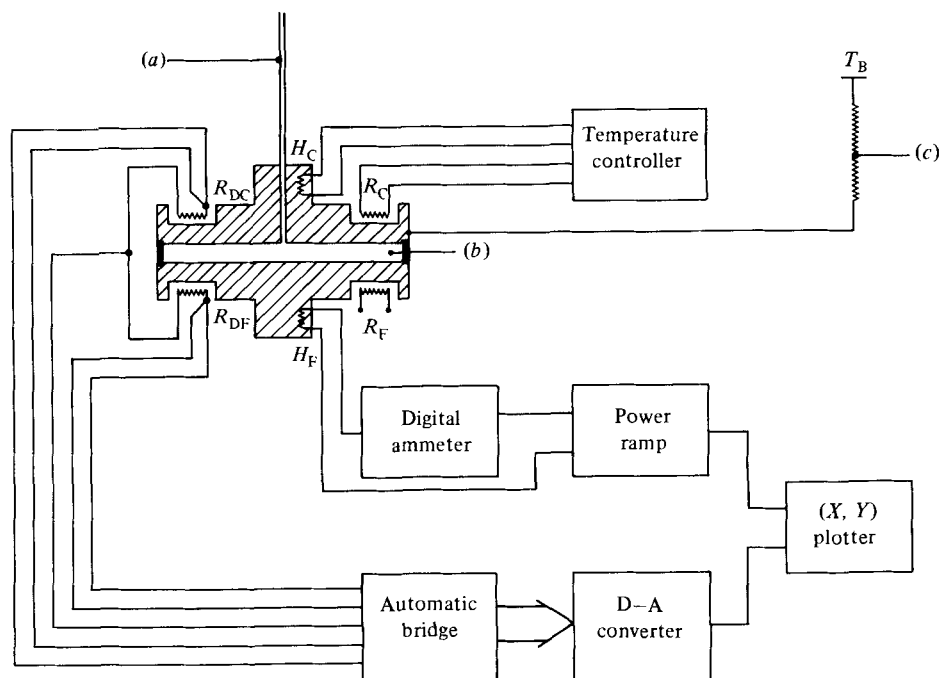 (a)
T_B
H_C
Temperature
controller
(c)
R_DC
R_C
(b)
R_DF
R_F
H_F
Digital
ammeter
Power
ramp
(X, Y)
plotter
Automatic
bridge
D–A
converter